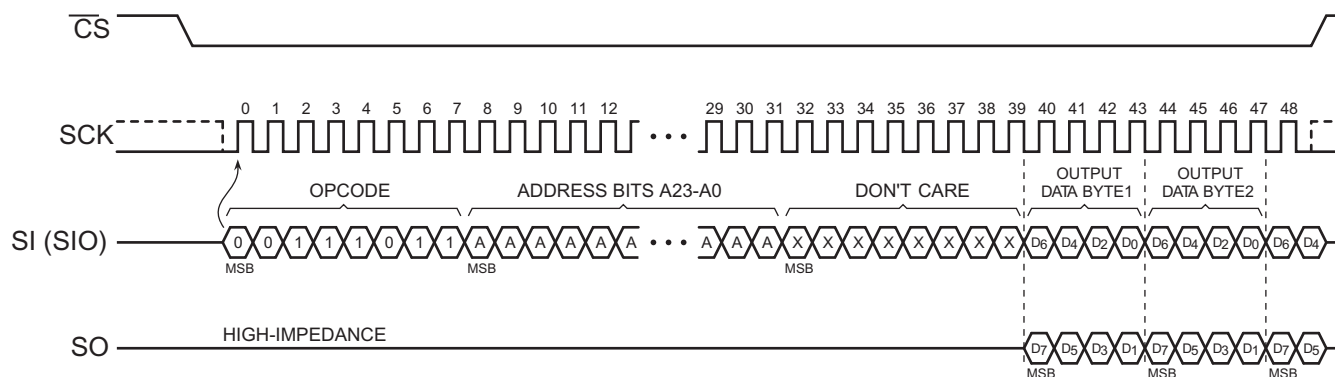 CS
SCK
0 1 2 3 4 5 6 7 8 9 10 11 12 29 30 31 32 33 34 35 36 37 38 39 40 41 42 43 44 45 46 47 48
OPCODE
ADDRESS BITS A23-A0
DON'T CARE
OUTPUT
DATA BYTE1
OUTPUT
DATA BYTE2
SI (SIO)
0 0 1 1 1 0 1 1 A A A A A A A A A X X X X X X X X D6 D4 D2 D0 D6 D4 D2 D0 D6 D4
MSB MSB MSB
HIGH-IMPEDANCE
SO
D7 D5 D3 D1 D7 D5 D3 D1 D7 D5
MSB MSB MSB